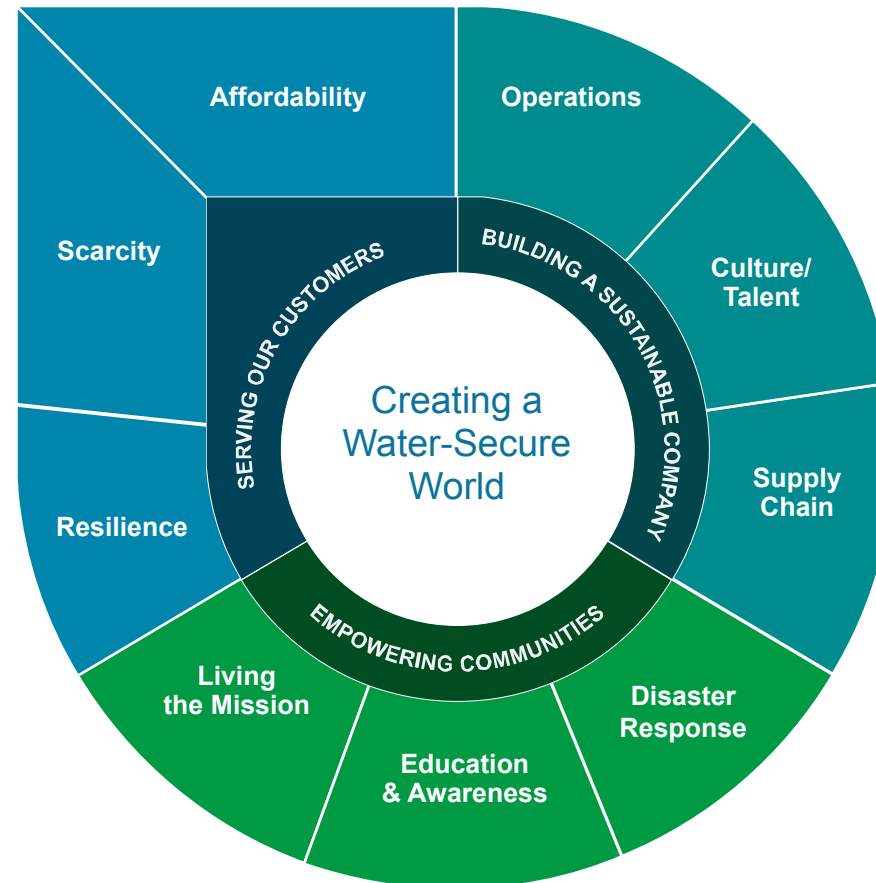 Affordability
Operations
Scarcity
Culture/
Talent
SERVING OUR CUSTOMERS
BUILDING A SUSTAINABLE COMPANY
Creating a
Water-Secure
World
Resilience
Supply
Chain
EMPOWERING COMMUNITIES
Living
the Mission
Education
& Awareness
Disaster
Response